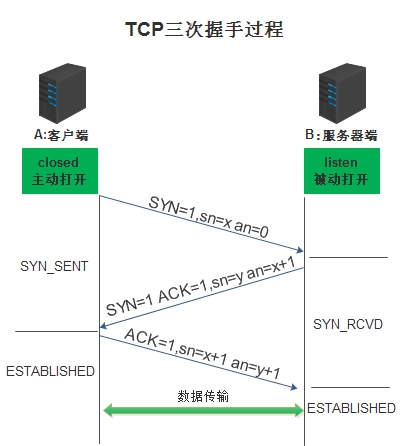 TCP三次握手过程
A:客户端
B:服务器端
closed
主动打开
listen
被动打开
SYN=1,sn=x an=0
SYN_SENT
SYN=1 ACK=1,sn=y an=x+1
SYN_RCVD
ACK=1,sn=x+1 an=y+1
ESTABLISHED
数据传输
ESTABLISHED